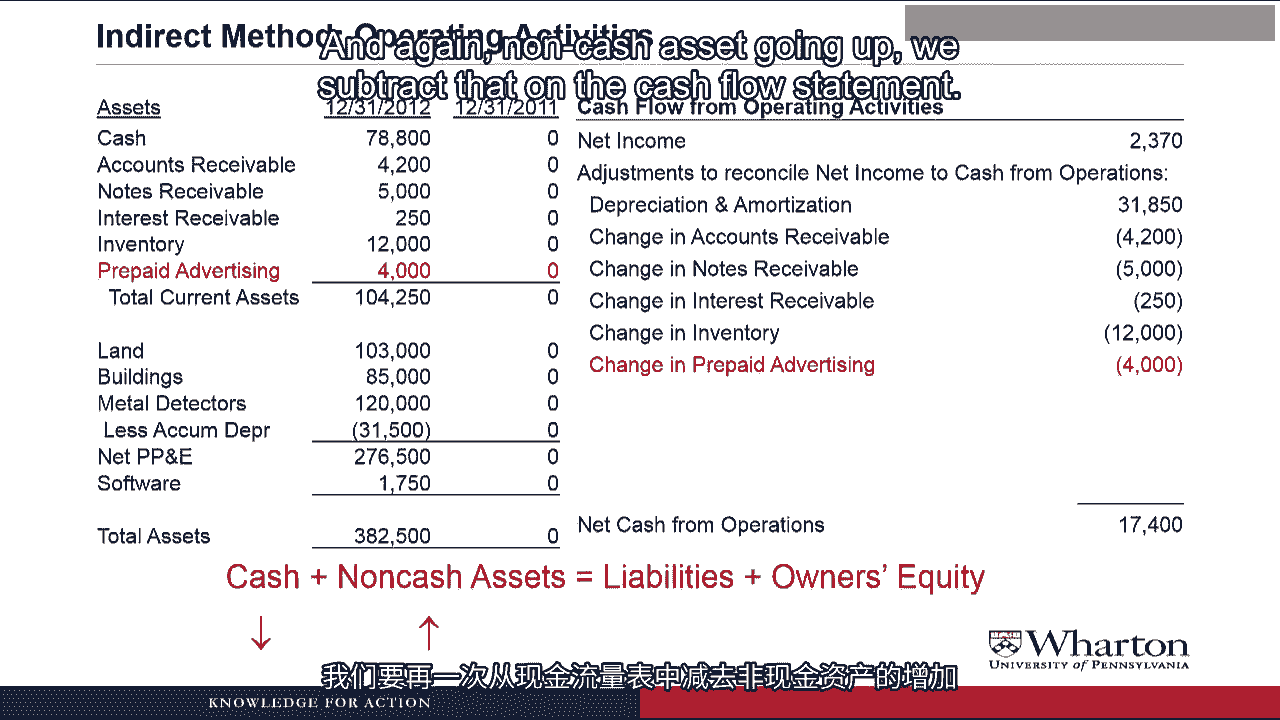 Indirect Method: Operating Activities
And again, non-cash asset going up, we
subtract that on the cash flow statement.
Assets 12/31/2012 12/31/2011
Cash 78,800 0
Accounts Receivable 4,200 0
Notes Receivable 5,000 0
Interest Receivable 250 0
Inventory 12,000 0
Prepaid Advertising 4,000 0
Total Current Assets 104,250 0
Land 103,000 0
Buildings 85,000 0
Metal Detectors 120,000 0
Less Accum Depr (31,500) 0
Net PP&E 276,500 0
Software 1,750 0
Total Assets 382,500 0
Cash Flow from Operating Activities
Net Income 2,370
Adjustments to reconcile Net Income to Cash from Operations:
Depreciation & Amortization 31,850
Change in Accounts Receivable (4,200)
Change in Notes Receivable (5,000)
Change in Interest Receivable (250)
Change in Inventory (12,000)
Change in Prepaid Advertising (4,000)
Net Cash from Operations 17,400
Cash + Noncash Assets = Liabilities + Owners' Equity
↓ ↑
Wharton
UNIVERSITY OF PENNSYLVANIA
我们要再一次从现金流量表中减去非现金资产的增加
KNOWLEDGE FOR ACTION